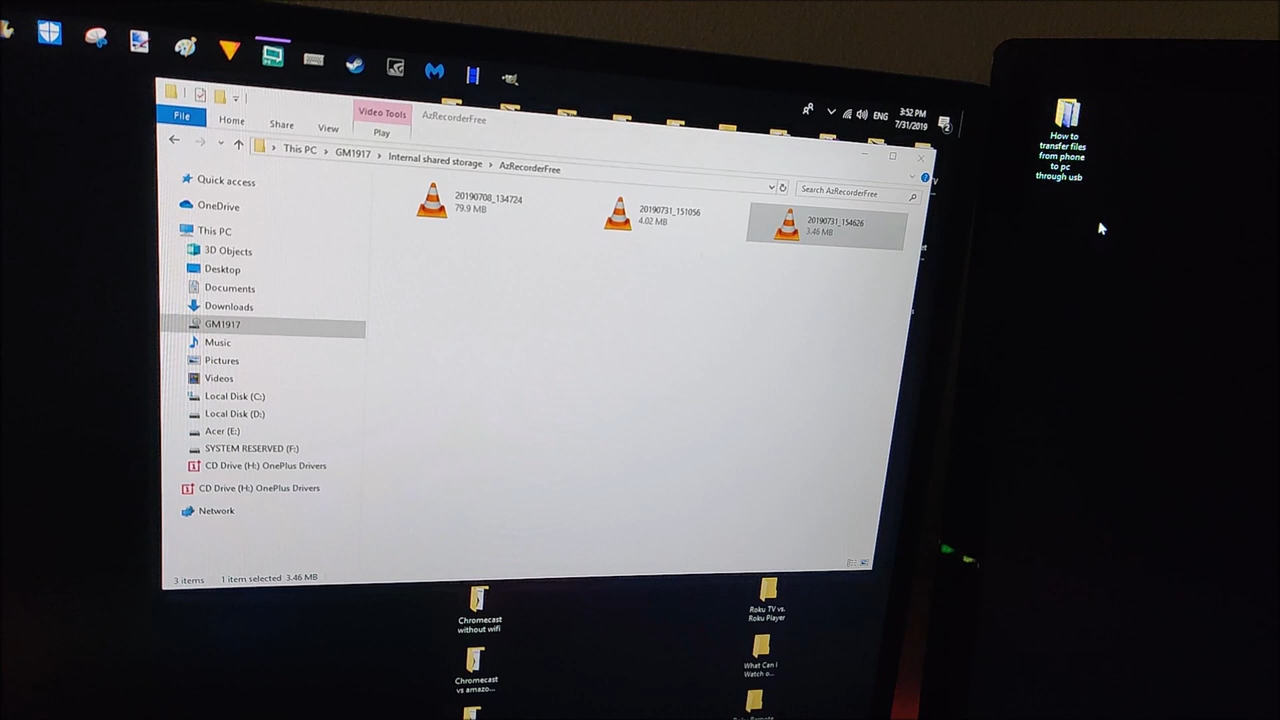 3:52 PM
ENG
7/31/2019
2
Video Tools
AzRecorderFree
File
Home
Share
View
Play
This PC
GM1917
Internal shared storage
AzRecorderFree
Search AzRecorderFree
Quick access
OneDrive
This PC
3D Objects
Desktop
Documents
Downloads
GM1917
Music
Pictures
Videos
Local Disk (C:)
Local Disk (D:)
Acer (E:)
SYSTEM RESERVED (F:)
CD Drive (H:) OnePlus Drivers
CD Drive (H:) OnePlus Drivers
Network
20190708_134724
79.9 MB
20190731_151056
4.02 MB
20190731_154626
3.46 MB
3 items 1 item selected 3.46 MB
Chromecast
without wifi
Chromecast
vs amazo...
Roku TV vs.
Roku Player
What Can I
Watch o...
How to
transfer files
from phone
to pc
through usb